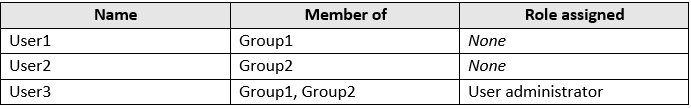 Name Member of Role assigned
User1 Group1 None
User2 Group2 None
User3 Group1, Group2 User administrator